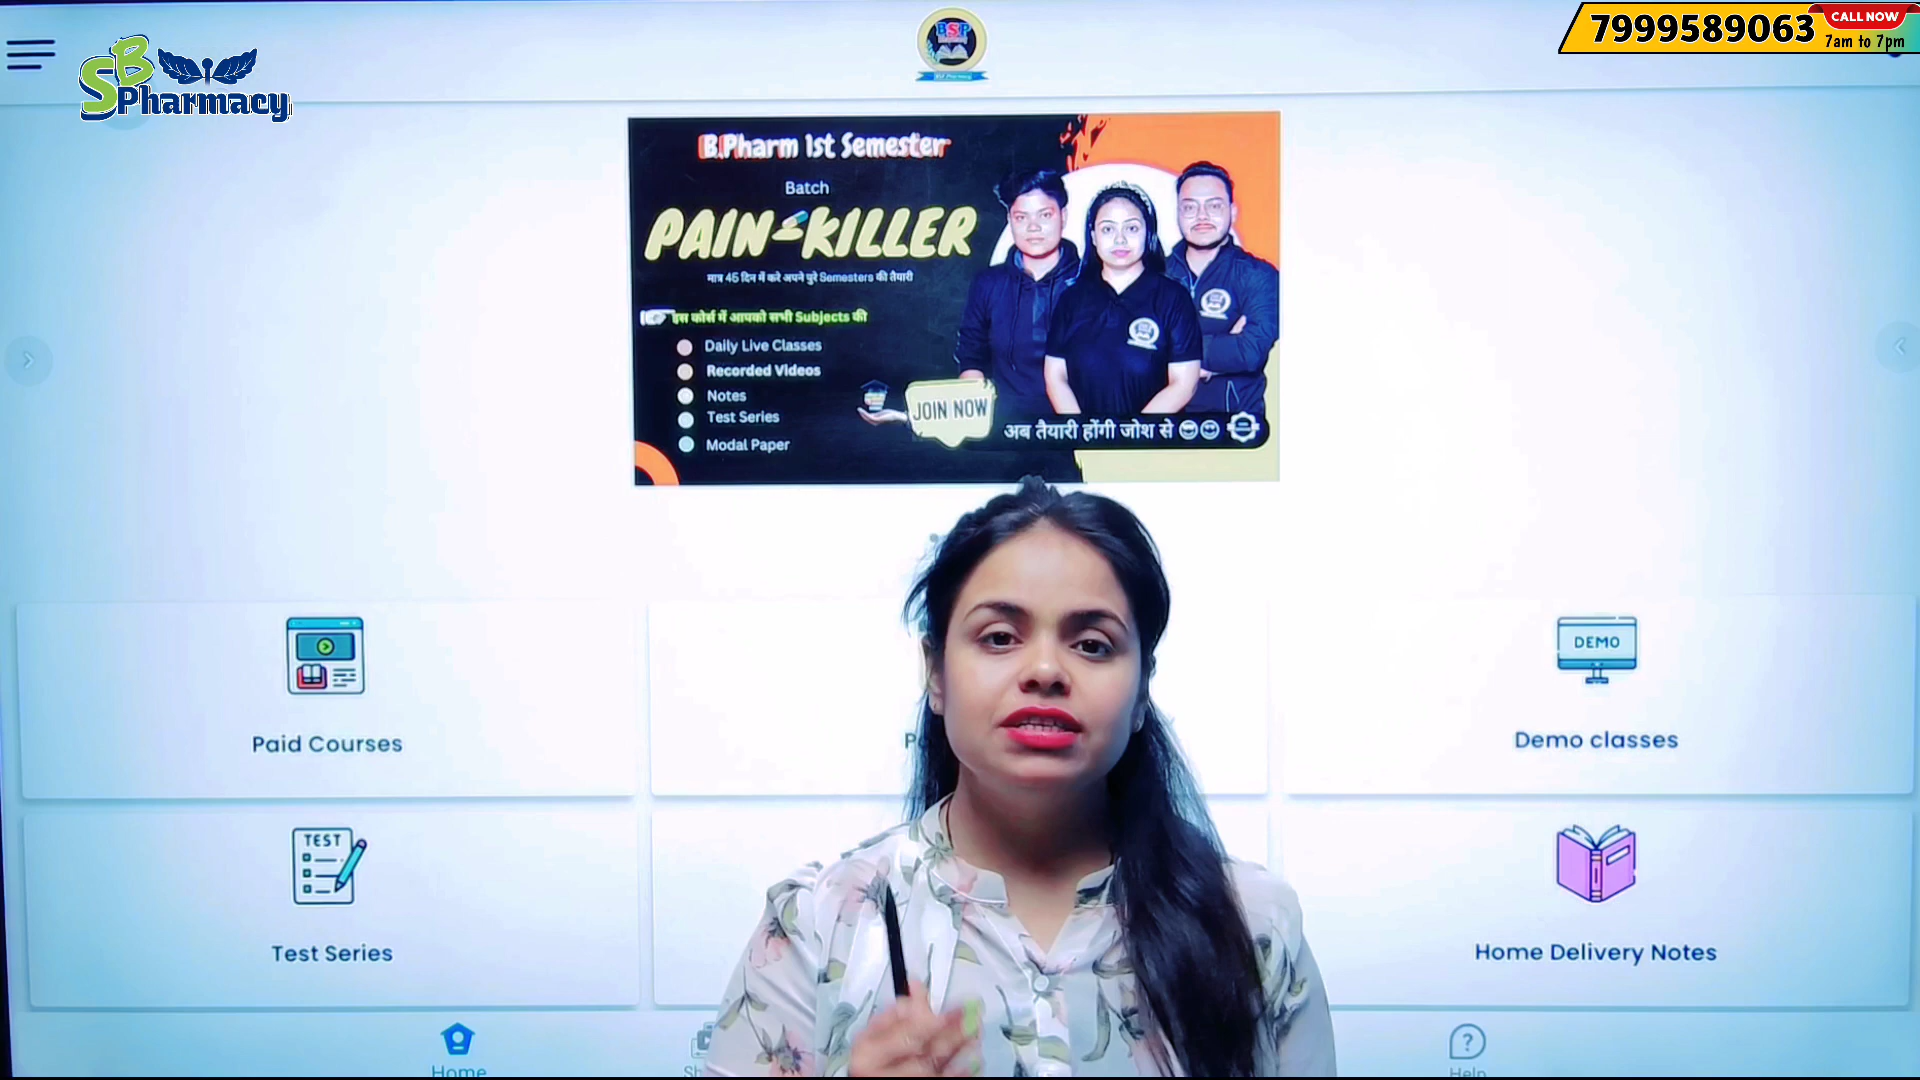 SB
Pharmacy
BSP
7999589063
CALL NOW
7am to 7pm
B.Pharm 1st Semester
Batch
PAIN-KILLER
मात्र 45 दिन में करे अपने पुरे Semesters की तैयारी
इस कोर्स में आपको सभी Subjects की
Daily Live Classes
Recorded Videos
Notes
Test Series
Modal Paper
JOIN NOW
अब तैयारी होंगी जोश से
DEMO
Paid Courses
Demo classes
TEST
Test Series
Home Delivery Notes
Home
Help